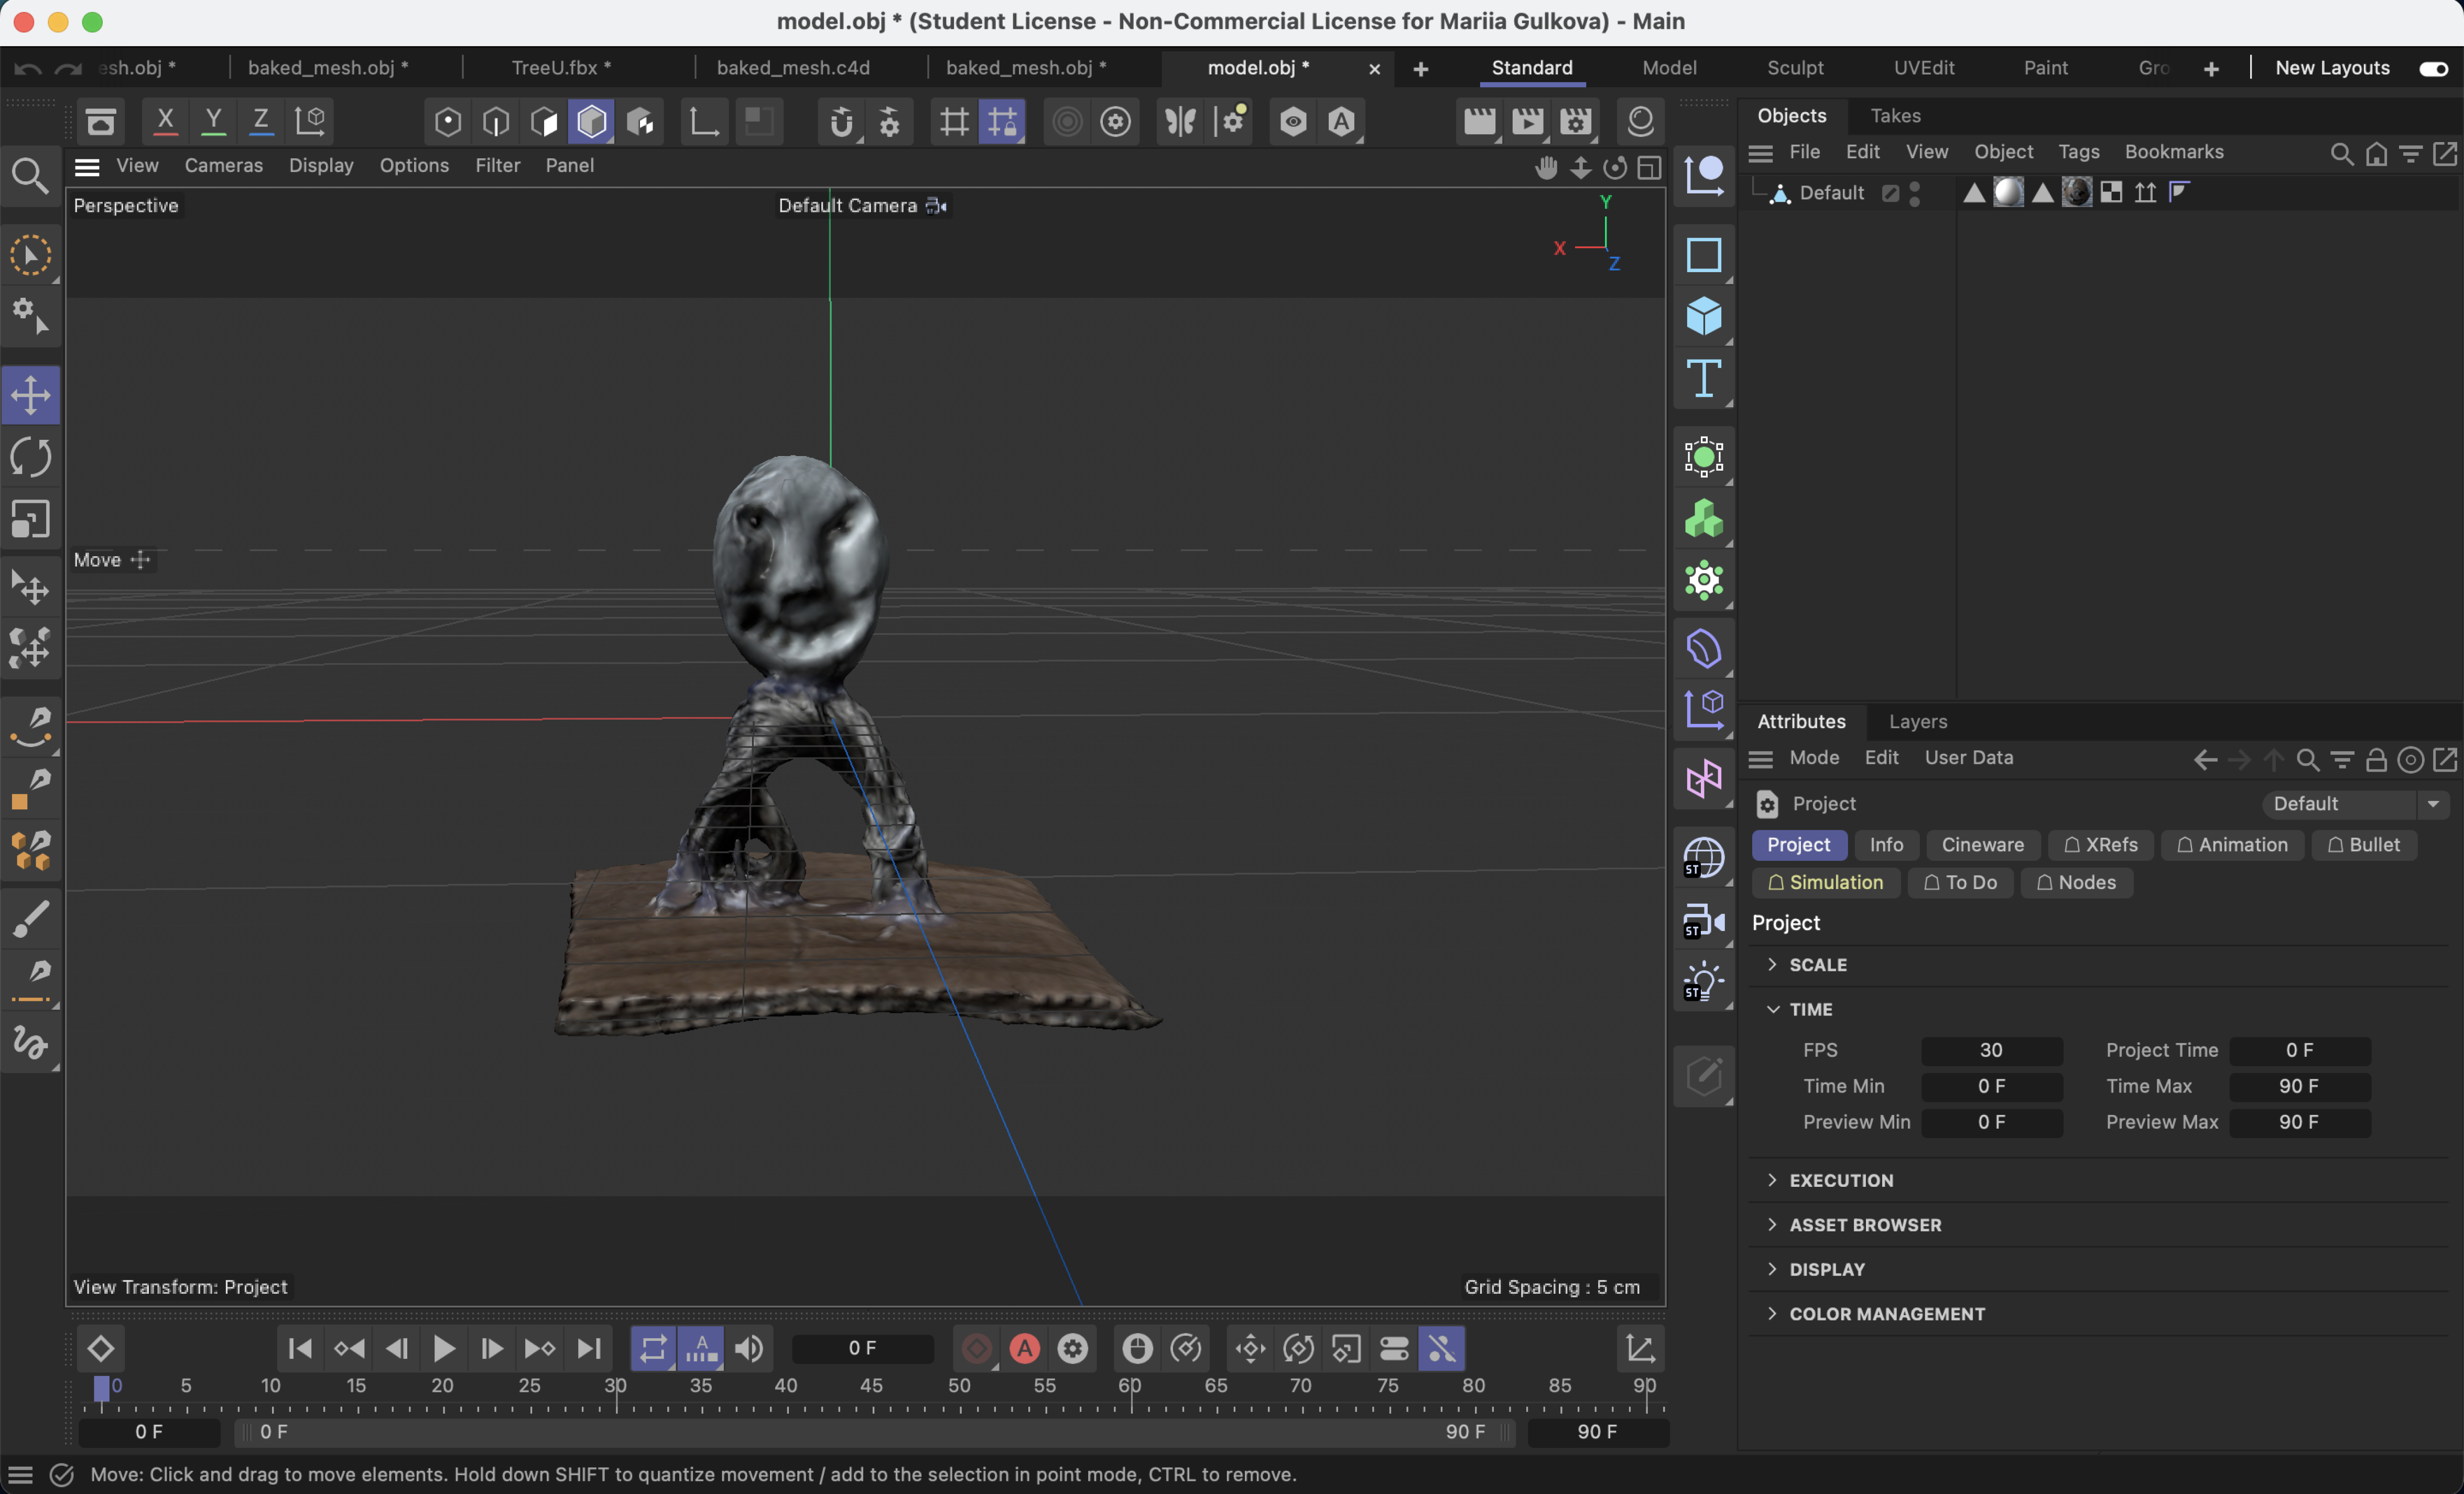 model.obj * (Student License - Non-Commercial License for Mariia Gulkova) - Main
esh.obj * baked_mesh.obj * TreeU.fbx * baked_mesh.c4d baked_mesh.obj * model.obj * Standard Model Sculpt UVEdit Paint Gro New Layouts
X Y Z
View Cameras Display Options Filter Panel
Perspective
Default Camera
Y
X
Z
Move
View Transform: Project
Grid Spacing : 5 cm
ST
ST
ST
Objects Takes
File Edit View Object Tags Bookmarks
Default
Attributes Layers
Mode Edit User Data
Project Default
Project Info Cineware XRefs Animation Bullet
Simulation To Do Nodes
Project
SCALE
TIME
FPS 30 Project Time 0 F
Time Min 0 F Time Max 90 F
Preview Min 0 F Preview Max 90 F
EXECUTION
ASSET BROWSER
DISPLAY
COLOR MANAGEMENT
A 0 F A
0 5 10 15 20 25 30 35 40 45 50 55 60 65 70 75 80 85 90
0 F 0 F 90 F 90 F
Move: Click and drag to move elements. Hold down SHIFT to quantize movement / add to the selection in point mode, CTRL to remove.